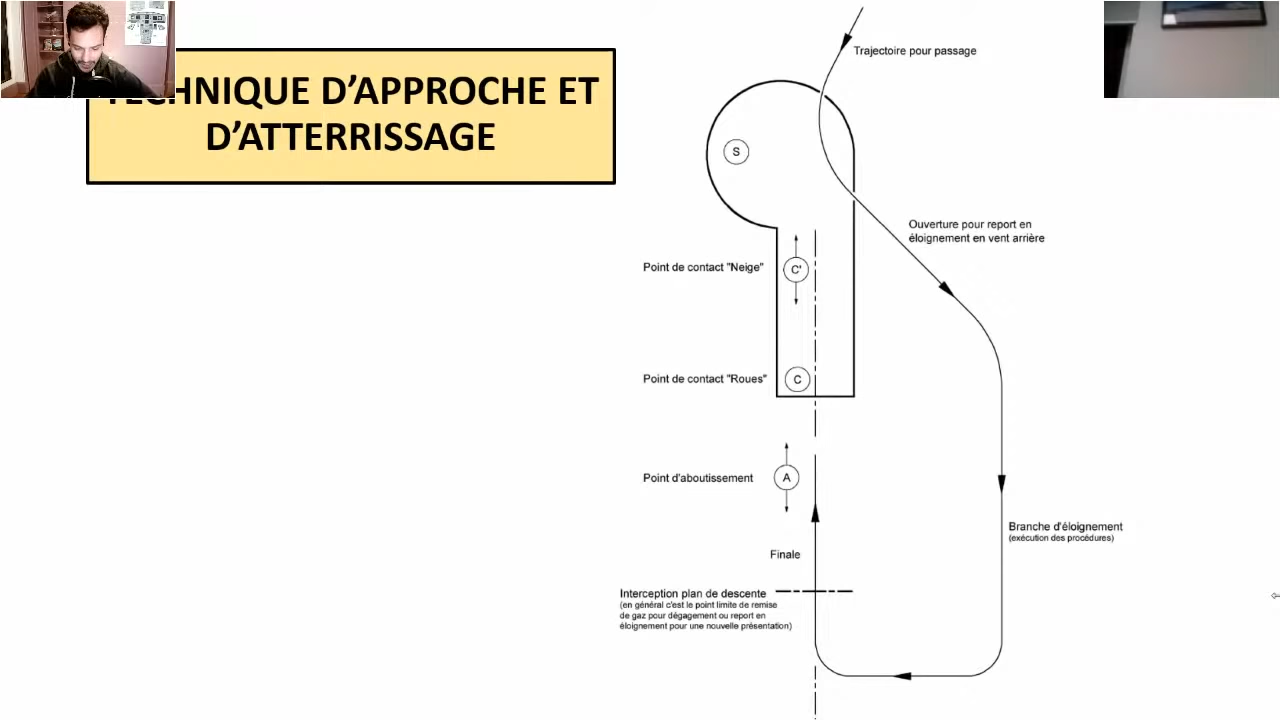 TECHNIQUE D'APPROCHE ET
D'ATTERRISSAGE
Trajectoire pour passage
S
Ouverture pour report en
éloignement en vent arrière
Point de contact "Neige"
C'
Point de contact "Roues"
C
Point d'aboutissement
A
Branche d'éloignement
(exécution des procédures)
Finale
Interception plan de descente
(en général c'est le point limite de remise
de gaz pour dégagement ou report en
éloignement pour une nouvelle présentation)